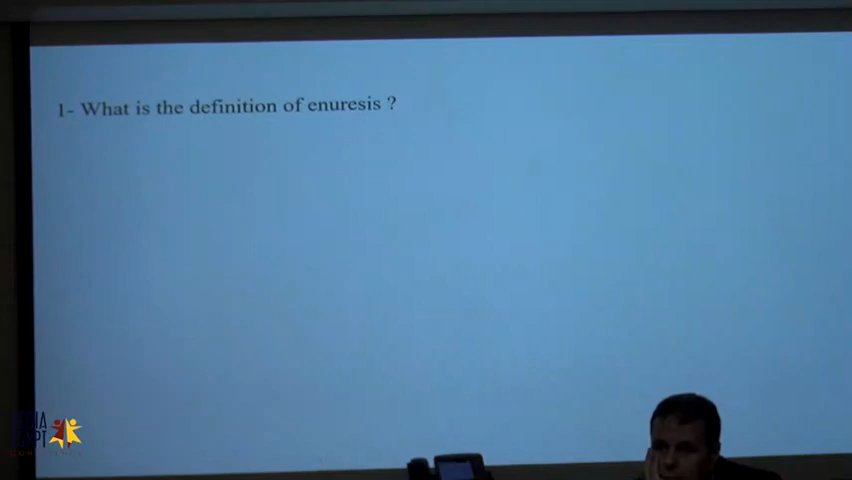 1- What is the definition of enuresis ?